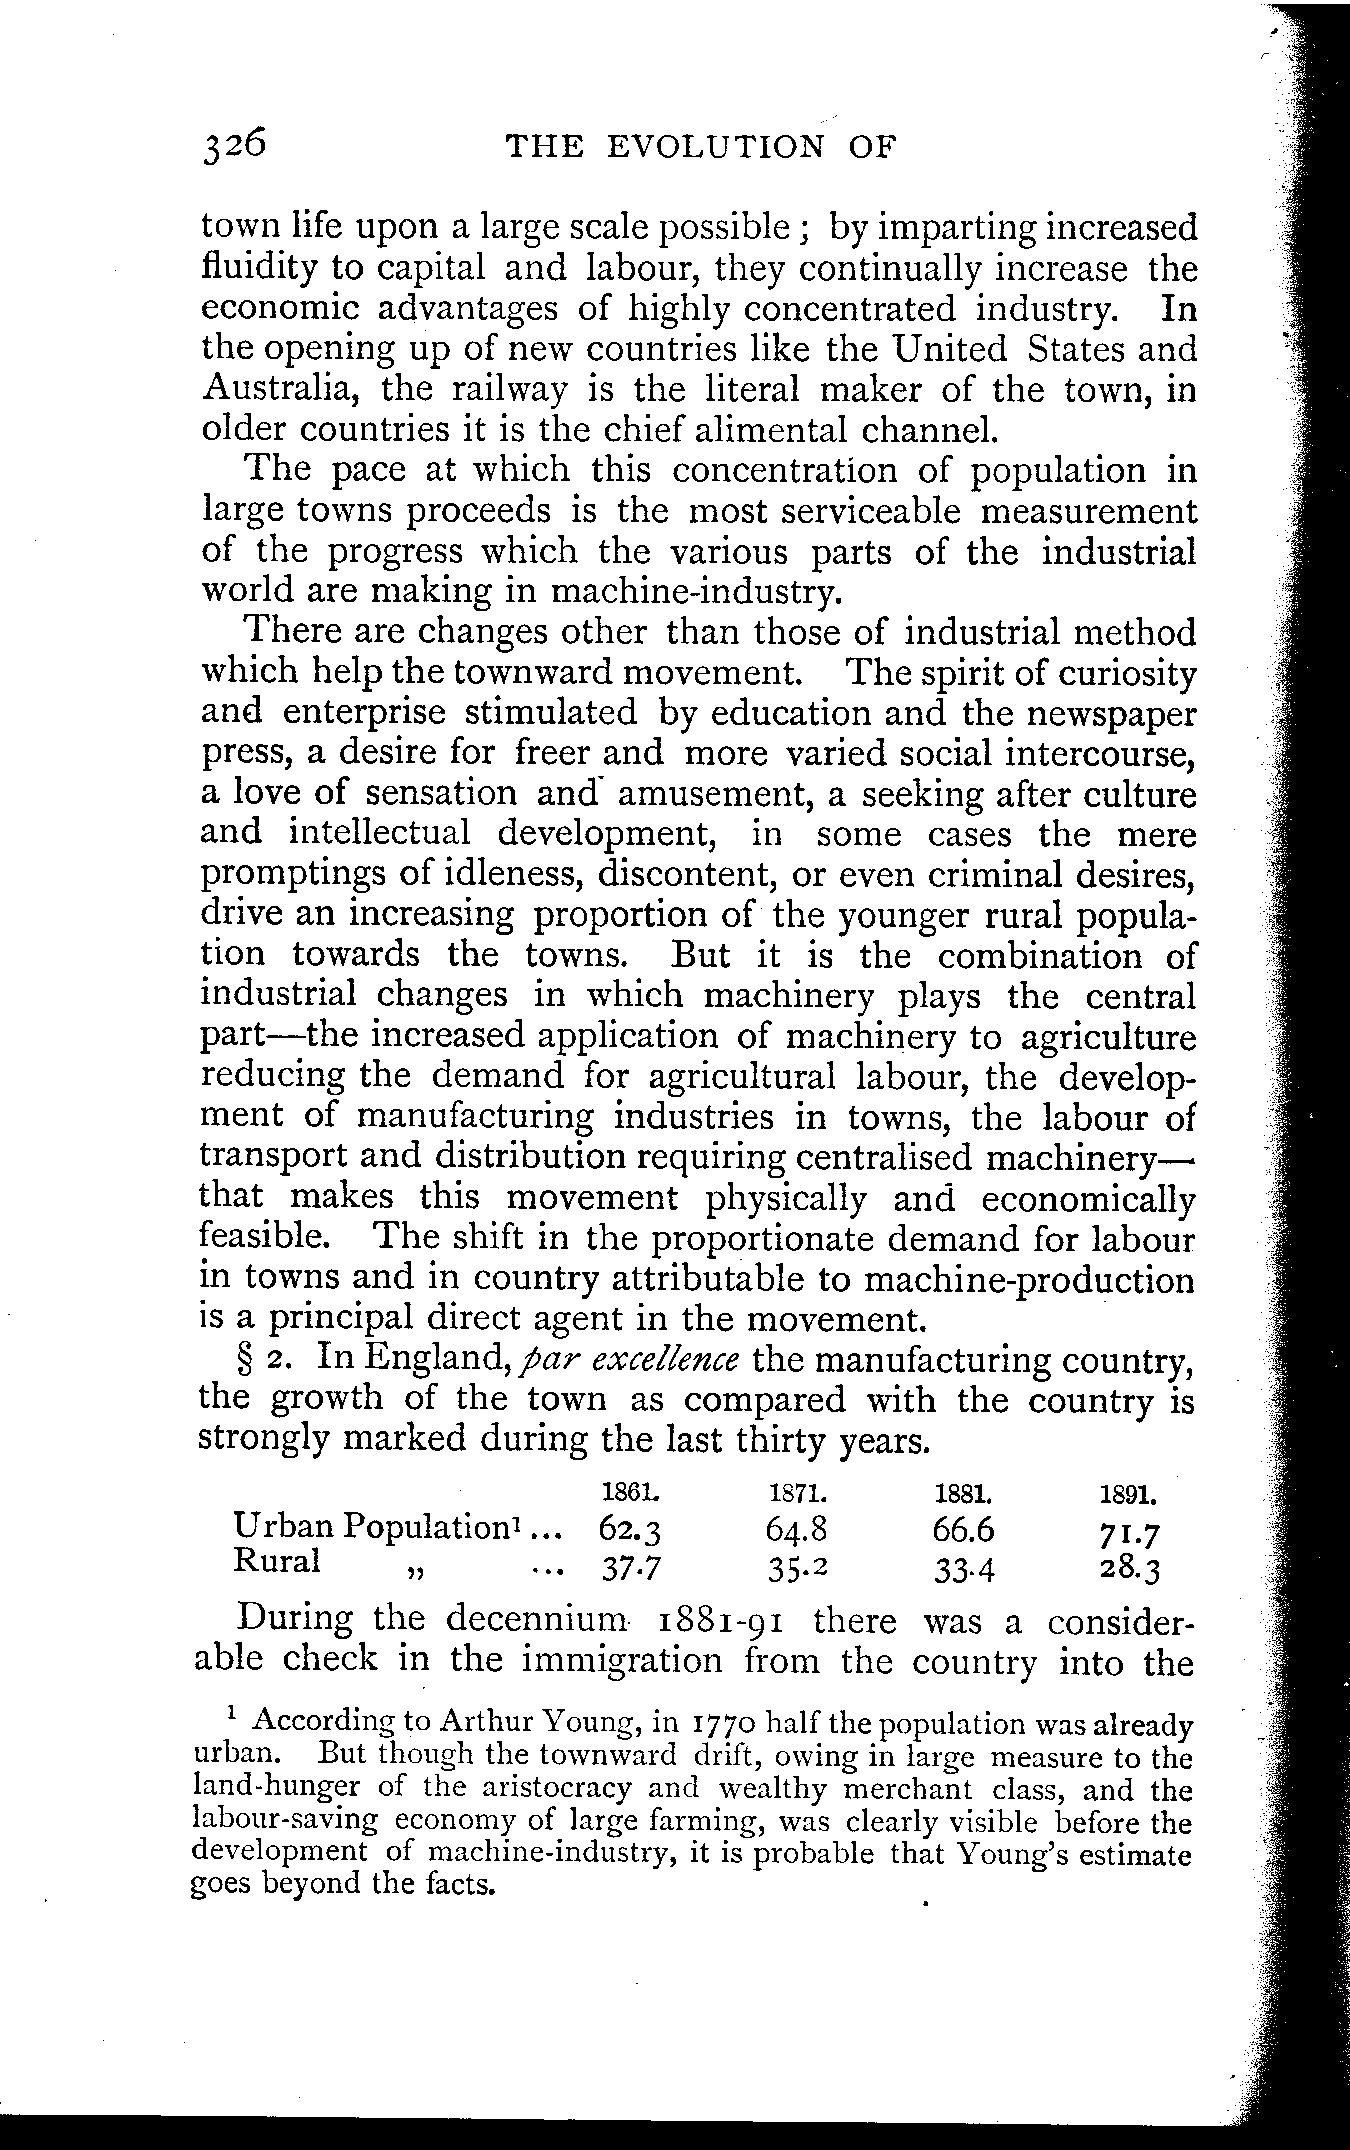 326 THE EVOLUTION OF
town life upon a large scale possible ; by imparting increased
fluidity to capital and labour, they continually increase the
economic advantages of highly concentrated industry. In
the opening up of new countries like the United States and
Australia, the railway is the literal maker of the town, in
older countries it is the chief alimental channel.
The pace at which this concentration of population in
large towns proceeds is the most serviceable measurement
of the progress which the various parts of the industrial
world are making in machine-industry.
There are changes other than those of industrial method
which help the townward movement. The spirit of curiosity
and enterprise stimulated by education and the newspaper
press, a desire for freer and more varied social intercourse,
a love of sensation and amusement, a seeking after culture
and intellectual development, in some cases the mere
promptings of idleness, discontent, or even criminal desires,
drive an increasing proportion of the younger rural popula-
tion towards the towns. But it is the combination of
industrial changes in which machinery plays the central
part—the increased application of machinery to agriculture
reducing the demand for agricultural labour, the develop-
ment of manufacturing industries in towns, the labour of
transport and distribution requiring centralised machinery—
that makes this movement physically and economically
feasible. The shift in the proportionate demand for labour
in towns and in country attributable to machine-production
is a principal direct agent in the movement.
§ 2. In England, par excellence the manufacturing country,
the growth of the town as compared with the country is
strongly marked during the last thirty years.
1861. 1871. 1881. 1891.
Urban Population¹ ... 62.3 64.8 66.6 71.7
Rural „ ... 37.7 35.2 33.4 28.3
During the decennium 1881-91 there was a consider-
able check in the immigration from the country into the
¹ According to Arthur Young, in 1770 half the population was already
urban. But though the townward drift, owing in large measure to the
land-hunger of the aristocracy and wealthy merchant class, and the
labour-saving economy of large farming, was clearly visible before the
development of machine-industry, it is probable that Young's estimate
goes beyond the facts.